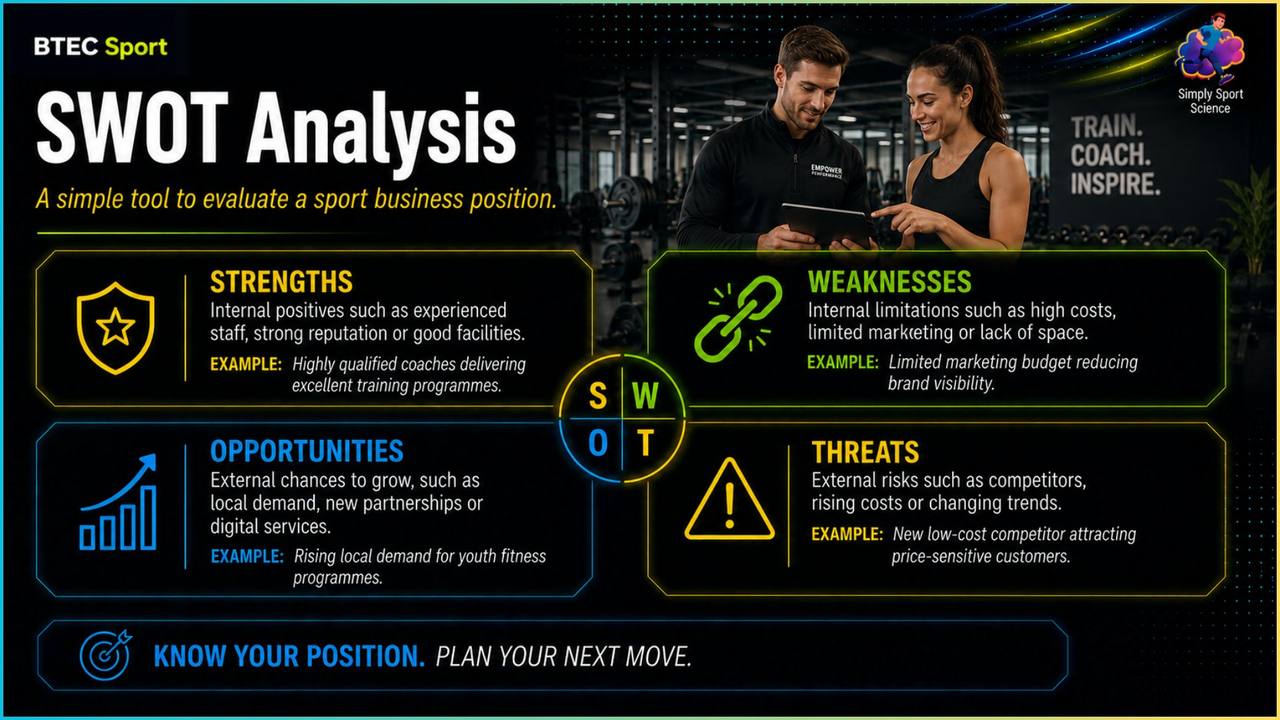 BTEC Sport
Simply Sport
Science
SWOT Analysis
A simple tool to evaluate a sport business position.
EMPOWER
PERFORMANCE
TRAIN.
COACH.
INSPIRE.
STRENGTHS
Internal positives such as experienced
staff, strong reputation or good facilities.
EXAMPLE: Highly qualified coaches delivering
excellent training programmes.
WEAKNESSES
Internal limitations such as high costs,
limited marketing or lack of space.
EXAMPLE: Limited marketing budget reducing
brand visibility.
S W
O T
OPPORTUNITIES
External chances to grow, such as
local demand, new partnerships or
digital services.
EXAMPLE: Rising local demand for youth fitness
programmes.
THREATS
External risks such as competitors,
rising costs or changing trends.
EXAMPLE: New low-cost competitor attracting
price-sensitive customers.
KNOW YOUR POSITION. PLAN YOUR NEXT MOVE.